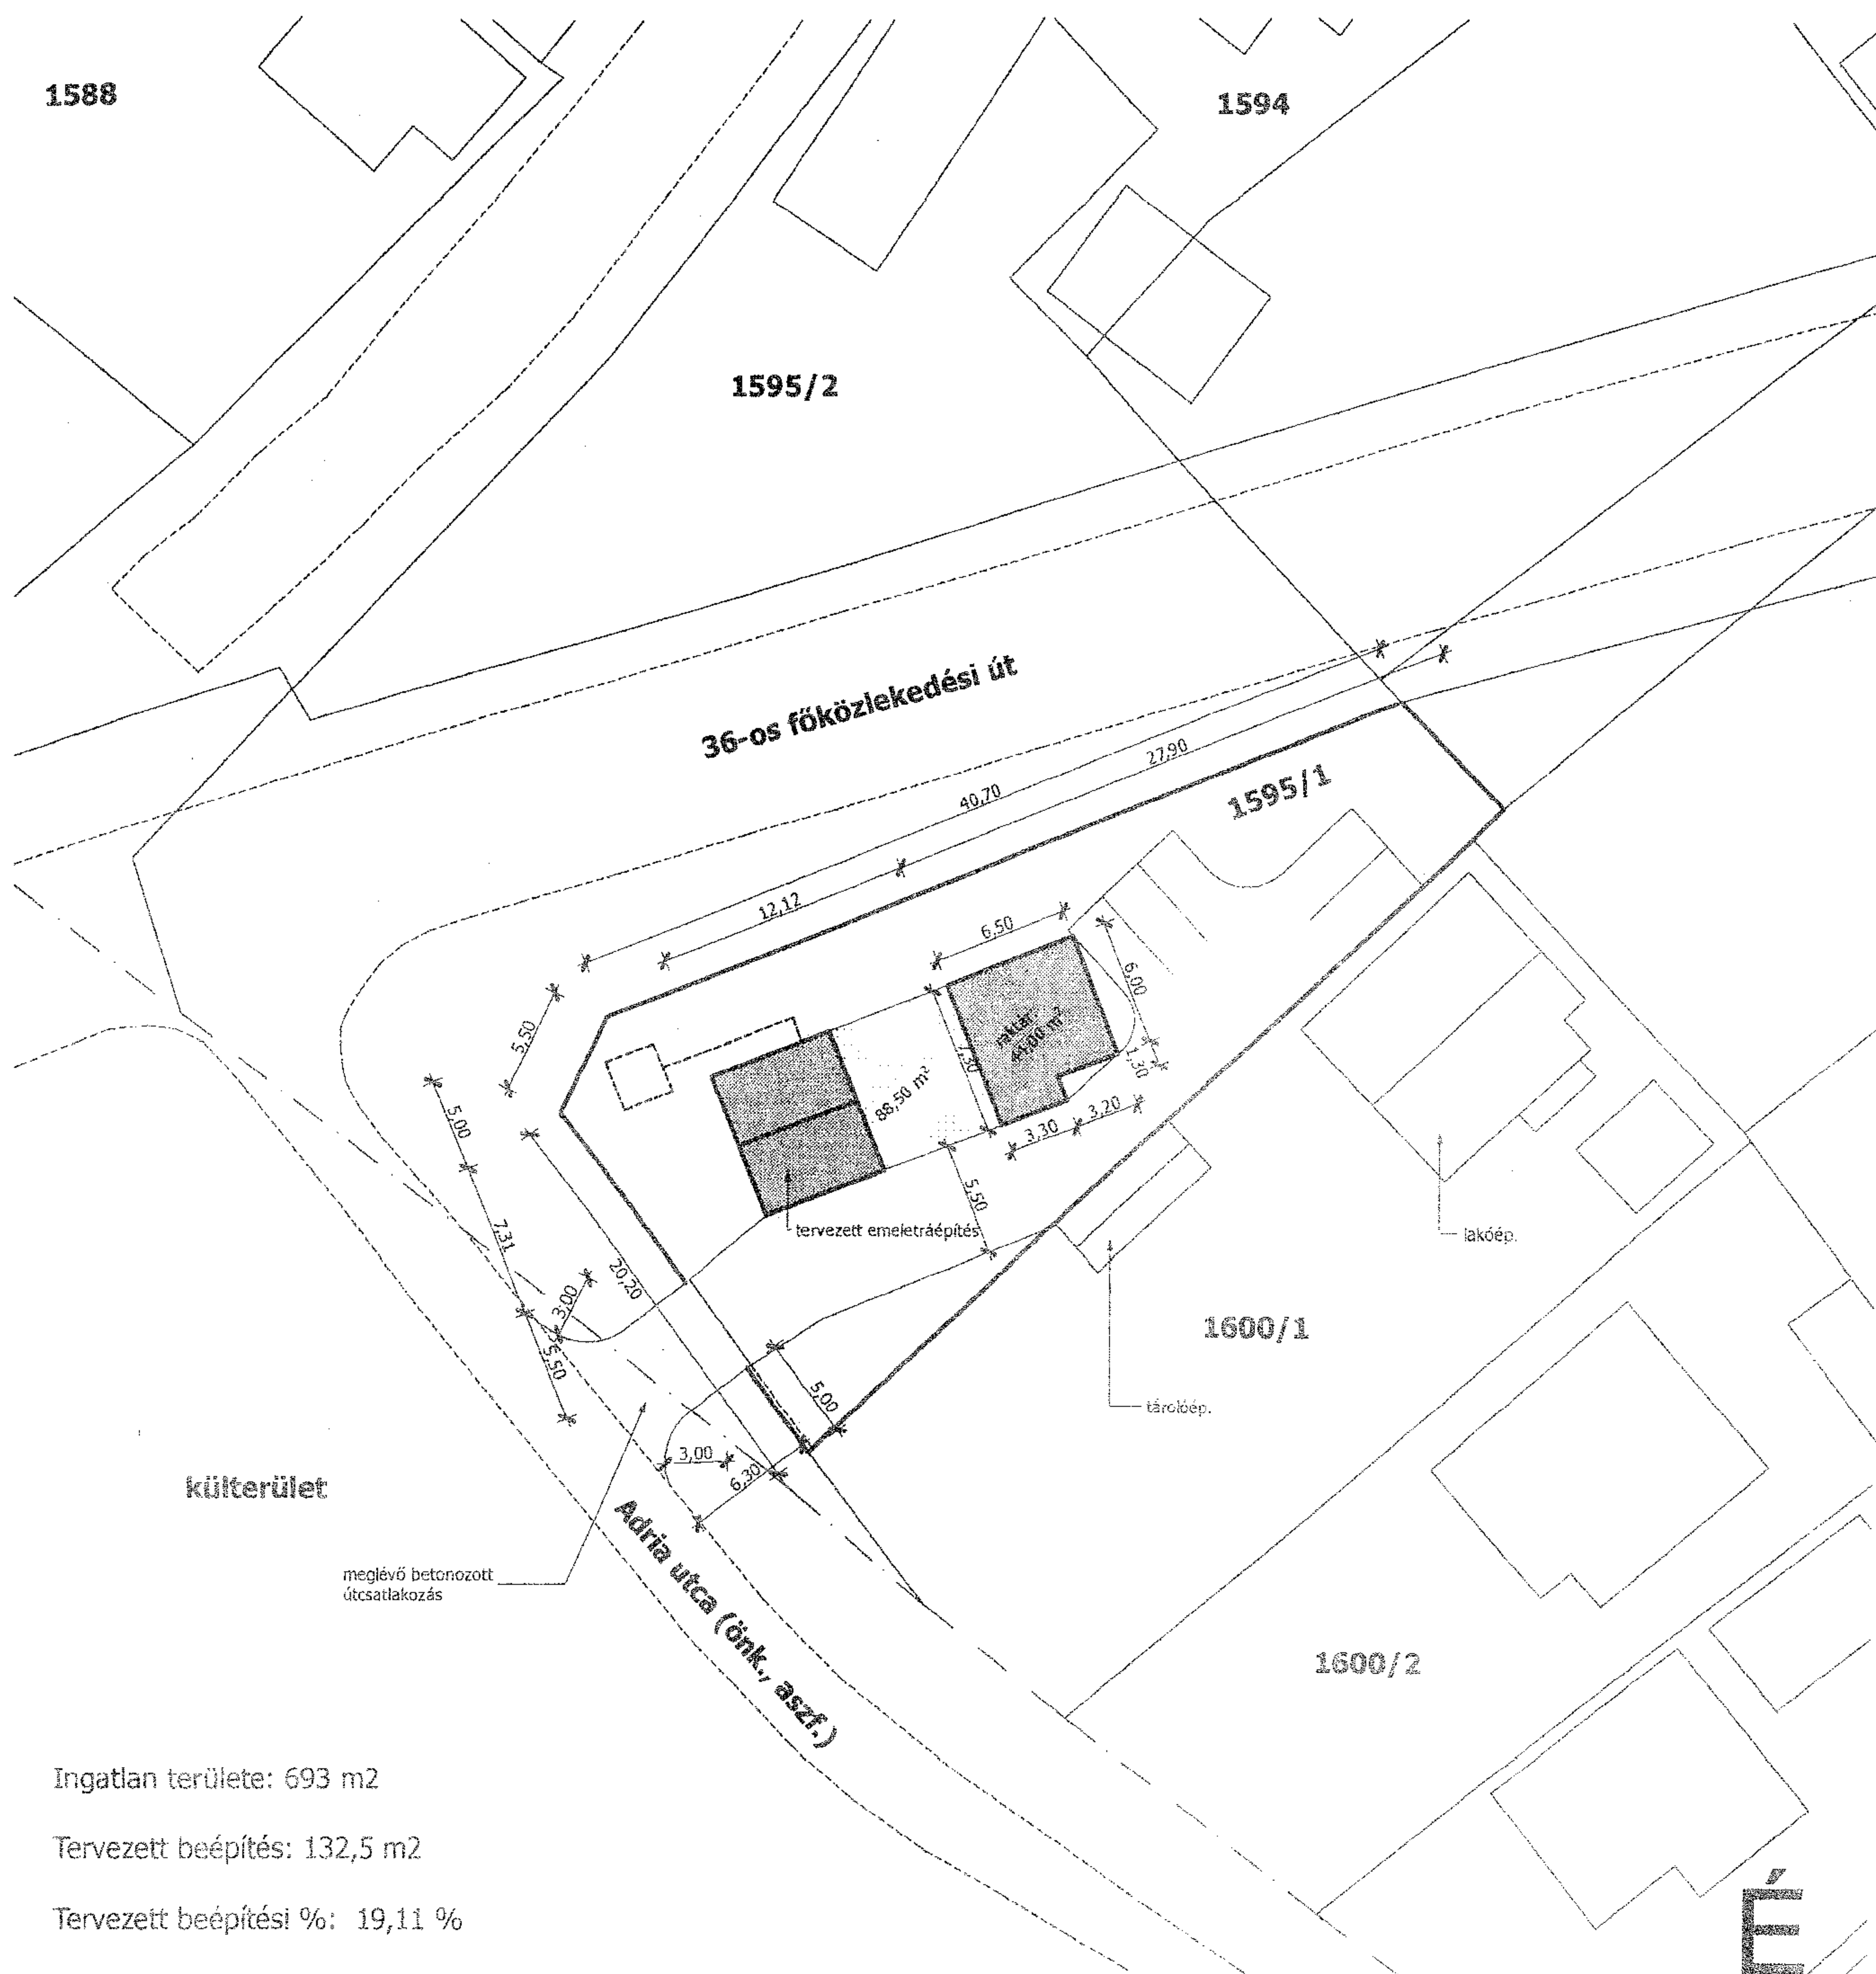 1588
1594
1595/2
36-os főközlekedési út
27,90
1595/1
40,70
12,12
6,50
6,00
5,50
raktár
44,00 m²
7,30
1,30
88,50 m²
5,00
3,20
3,30
5,50
7,31
tervezett emeletráépítés
lakóép.
20,20
3,00
1600/1
5,50
5,00
tárolóép.
3,00
6,30
külterület
Adria utca (önk., aszf.)
meglévő betonozott
útcsatlakozás
1600/2
Ingatlan területe: 693 m2
Tervezett beépítés: 132,5 m2
Tervezett beépítési %: 19,11 %
É